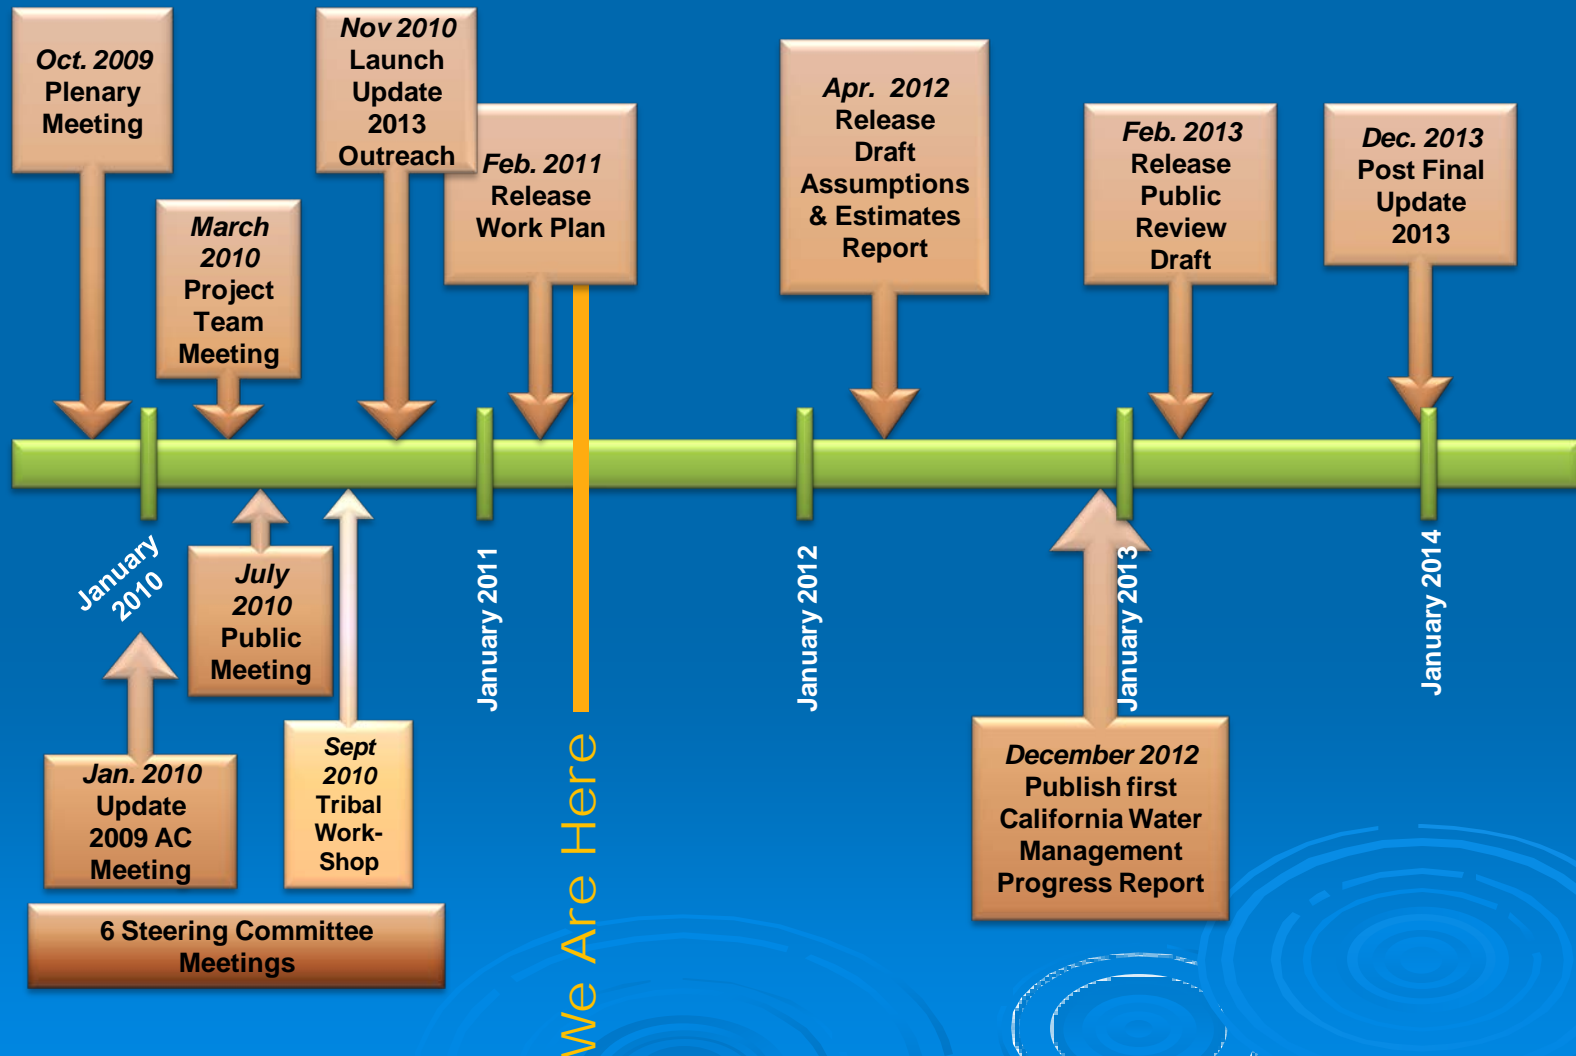 Oct. 2009
Plenary
Meeting
March
2010
Project
Team
Meeting
Nov 2010
Launch
Update
2013
Outreach
Feb. 2011
Release
Work Plan
Apr.  2012
Release
Draft
Assumptions
& Estimates
Report
Feb. 2013
Release
Public
Review
Draft
Dec. 2013
Post Final
Update
2013
January
2010
January 2011
January 2012
January 2013
January 2014
Jan. 2010
Update
2009 AC
Meeting
July
2010
Public
Meeting
Sept
2010
Tribal
Work-
Shop
We Are Here
December 2012
Publish first
California Water
Management
Progress Report
6 Steering Committee
Meetings